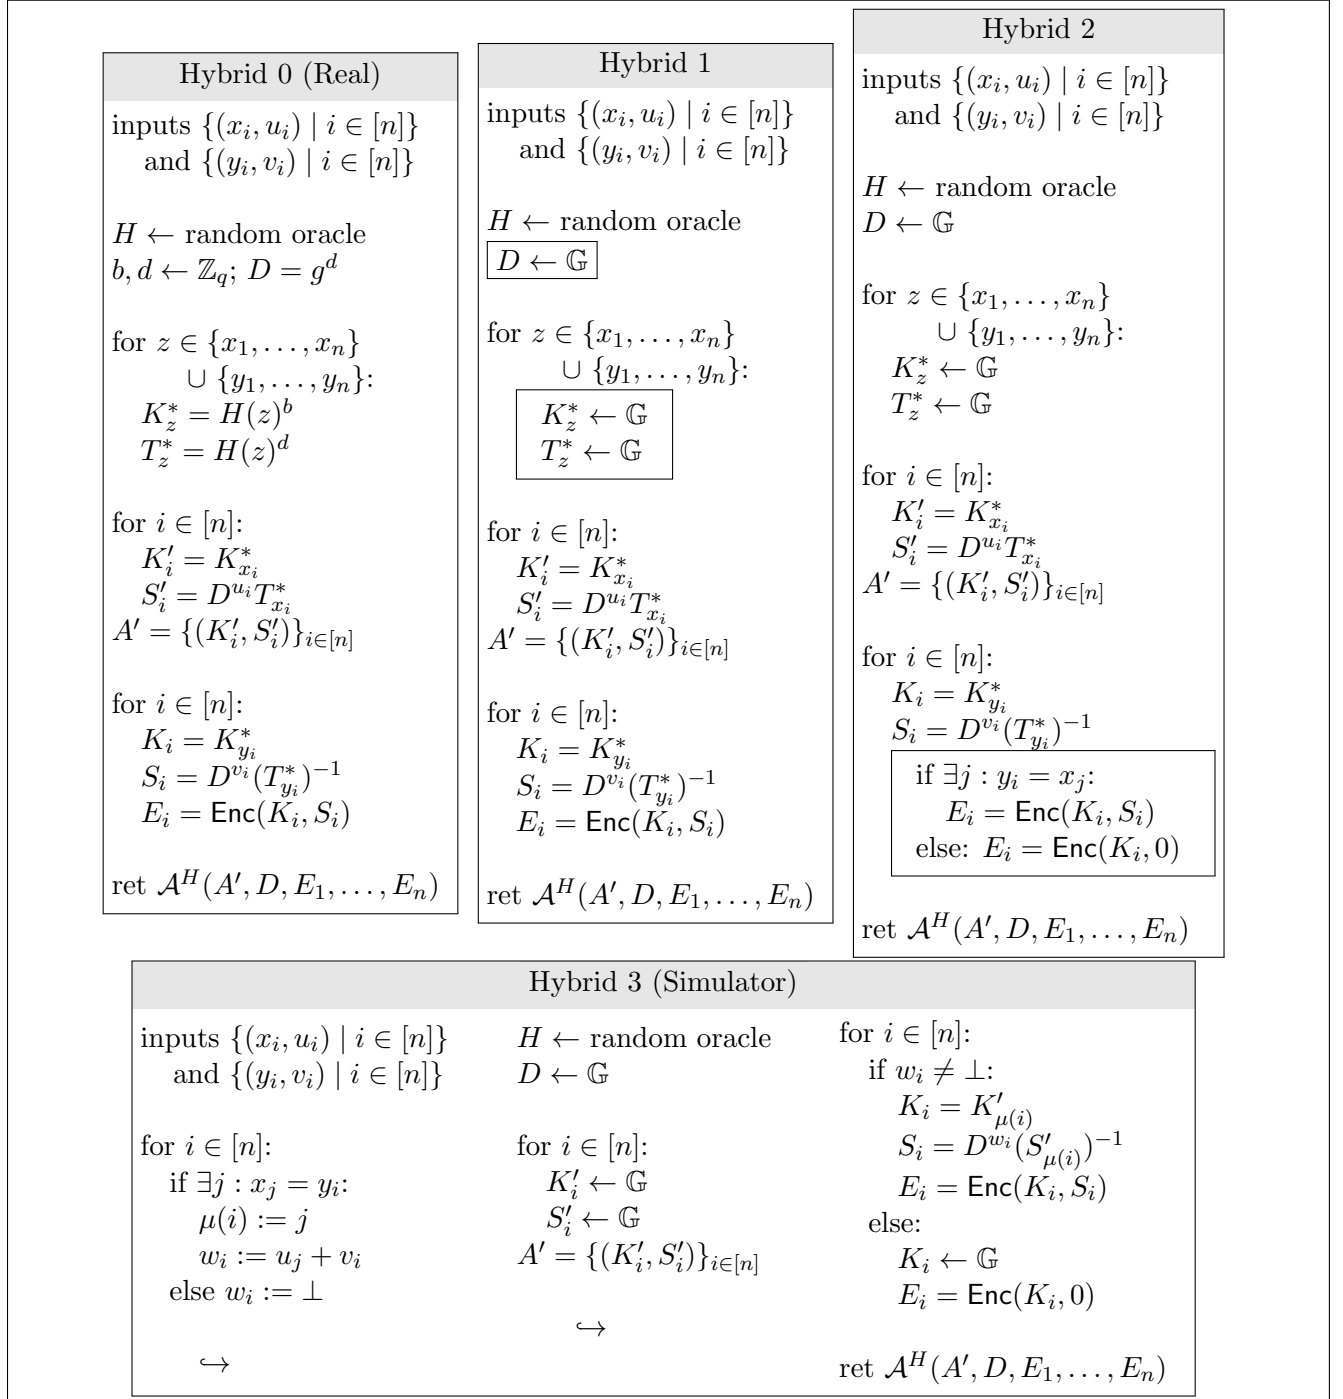 Hybrid 0 (Real)
inputs {(x_i, u_i) | i ∈ [n]}
and {(y_i, v_i) | i ∈ [n]}
H ← random oracle
b, d ← ℤ_q; D = g^d
for z ∈ {x_1, . . . , x_n}
∪ {y_1, . . . , y_n}:
K^*_z = H(z)^b
T^*_z = H(z)^d
for i ∈ [n]:
K′_i = K^*_{x_i}
S′_i = D^{u_i} T^*_{x_i}
A′ = {(K′_i, S′_i)}_{i∈[n]}
for i ∈ [n]:
K_i = K^*_{y_i}
S_i = D^{v_i}(T^*_{y_i})^{−1}
E_i = Enc(K_i, S_i)
ret 𝒜^H(A′, D, E_1, . . . , E_n)
Hybrid 1
inputs {(x_i, u_i) | i ∈ [n]}
and {(y_i, v_i) | i ∈ [n]}
H ← random oracle
D ← 𝔾
for z ∈ {x_1, . . . , x_n}
∪ {y_1, . . . , y_n}:
K^*_z ← 𝔾
T^*_z ← 𝔾
for i ∈ [n]:
K′_i = K^*_{x_i}
S′_i = D^{u_i} T^*_{x_i}
A′ = {(K′_i, S′_i)}_{i∈[n]}
for i ∈ [n]:
K_i = K^*_{y_i}
S_i = D^{v_i}(T^*_{y_i})^{−1}
E_i = Enc(K_i, S_i)
ret 𝒜^H(A′, D, E_1, . . . , E_n)
Hybrid 2
inputs {(x_i, u_i) | i ∈ [n]}
and {(y_i, v_i) | i ∈ [n]}
H ← random oracle
D ← 𝔾
for z ∈ {x_1, . . . , x_n}
∪ {y_1, . . . , y_n}:
K^*_z ← 𝔾
T^*_z ← 𝔾
for i ∈ [n]:
K′_i = K^*_{x_i}
S′_i = D^{u_i} T^*_{x_i}
A′ = {(K′_i, S′_i)}_{i∈[n]}
for i ∈ [n]:
K_i = K^*_{y_i}
S_i = D^{v_i}(T^*_{y_i})^{−1}
if ∃j : y_i = x_j:
E_i = Enc(K_i, S_i)
else: E_i = Enc(K_i, 0)
ret 𝒜^H(A′, D, E_1, . . . , E_n)
Hybrid 3 (Simulator)
inputs {(x_i, u_i) | i ∈ [n]}
and {(y_i, v_i) | i ∈ [n]}
for i ∈ [n]:
if ∃j : x_j = y_i:
μ(i) := j
w_i := u_j + v_i
else w_i := ⊥
↪
H ← random oracle
D ← 𝔾
for i ∈ [n]:
K′_i ← 𝔾
S′_i ← 𝔾
A′ = {(K′_i, S′_i)}_{i∈[n]}
↪
for i ∈ [n]:
if w_i ≠ ⊥:
K_i = K′_{μ(i)}
S_i = D^{w_i}(S′_{μ(i)})^{−1}
E_i = Enc(K_i, S_i)
else:
K_i ← 𝔾
E_i = Enc(K_i, 0)
ret 𝒜^H(A′, D, E_1, . . . , E_n)